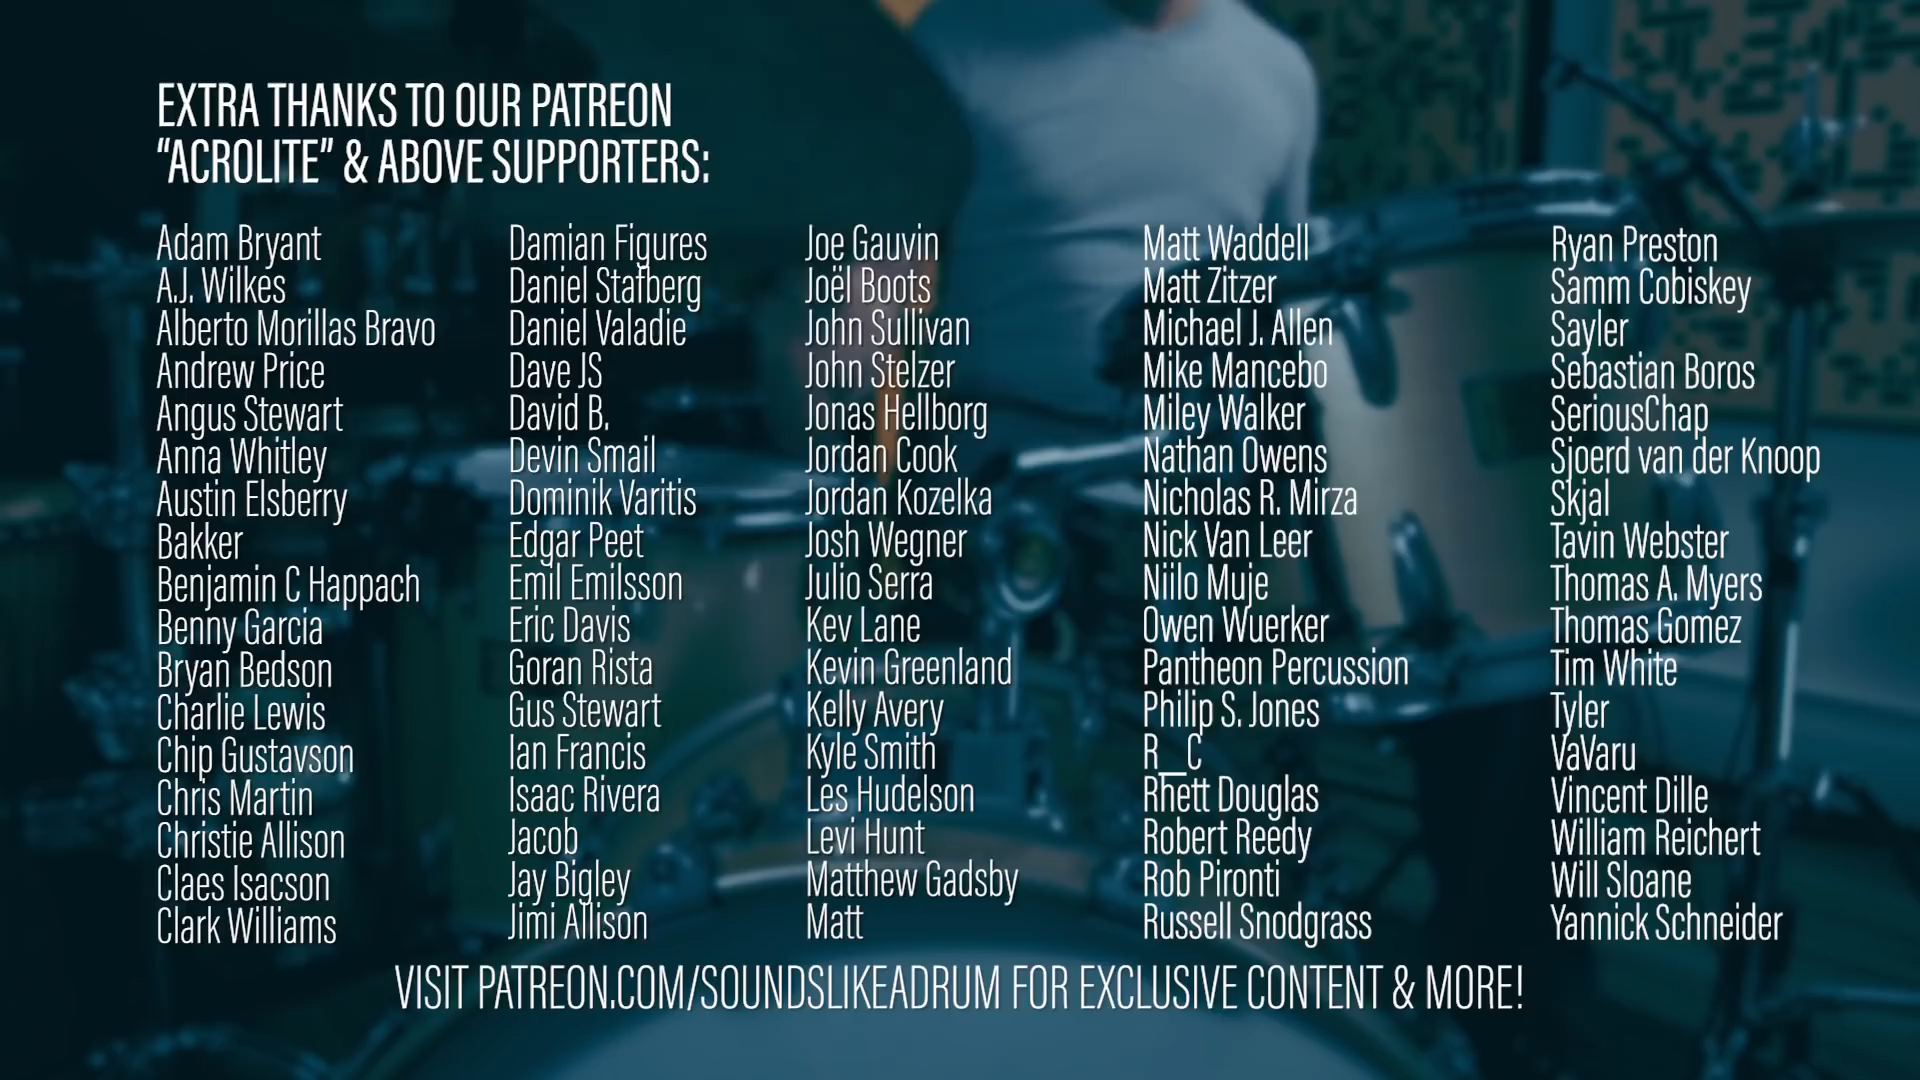 EXTRA THANKS TO OUR PATREON
“ACROLITE” & ABOVE SUPPORTERS:
Adam Bryant
A.J. Wilkes
Alberto Morillas Bravo
Andrew Price
Angus Stewart
Anna Whitley
Austin Elsberry
Bakker
Benjamin C Happach
Benny Garcia
Bryan Bedson
Charlie Lewis
Chip Gustavson
Chris Martin
Christie Allison
Claes Isacson
Clark Williams
Damian Figures
Daniel Stafberg
Daniel Valadie
Dave JS
David B.
Devin Smail
Dominik Varitis
Edgar Peet
Emil Emilsson
Eric Davis
Goran Rista
Gus Stewart
Ian Francis
Isaac Rivera
Jacob
Jay Bigley
Jimi Allison
Joe Gauvin
Joël Boots
John Sullivan
John Stelzer
Jonas Hellborg
Jordan Cook
Jordan Kozelka
Josh Wegner
Julio Serra
Kev Lane
Kevin Greenland
Kelly Avery
Kyle Smith
Les Hudelson
Levi Hunt
Matthew Gadsby
Matt
Matt Waddell
Matt Zitzer
Michael J. Allen
Mike Mancebo
Miley Walker
Nathan Owens
Nicholas R. Mirza
Nick Van Leer
Niilo Muje
Owen Wuerker
Pantheon Percussion
Philip S. Jones
R__C
Rhett Douglas
Robert Reedy
Rob Pironti
Russell Snodgrass
Ryan Preston
Samm Cobiskey
Sayler
Sebastian Boros
SeriousChap
Sjoerd van der Knoop
Skjal
Tavin Webster
Thomas A. Myers
Thomas Gomez
Tim White
Tyler
VaVaru
Vincent Dille
William Reichert
Will Sloane
Yannick Schneider
VISIT PATREON.COM/SOUNDSLIKEADRUM FOR EXCLUSIVE CONTENT & MORE!